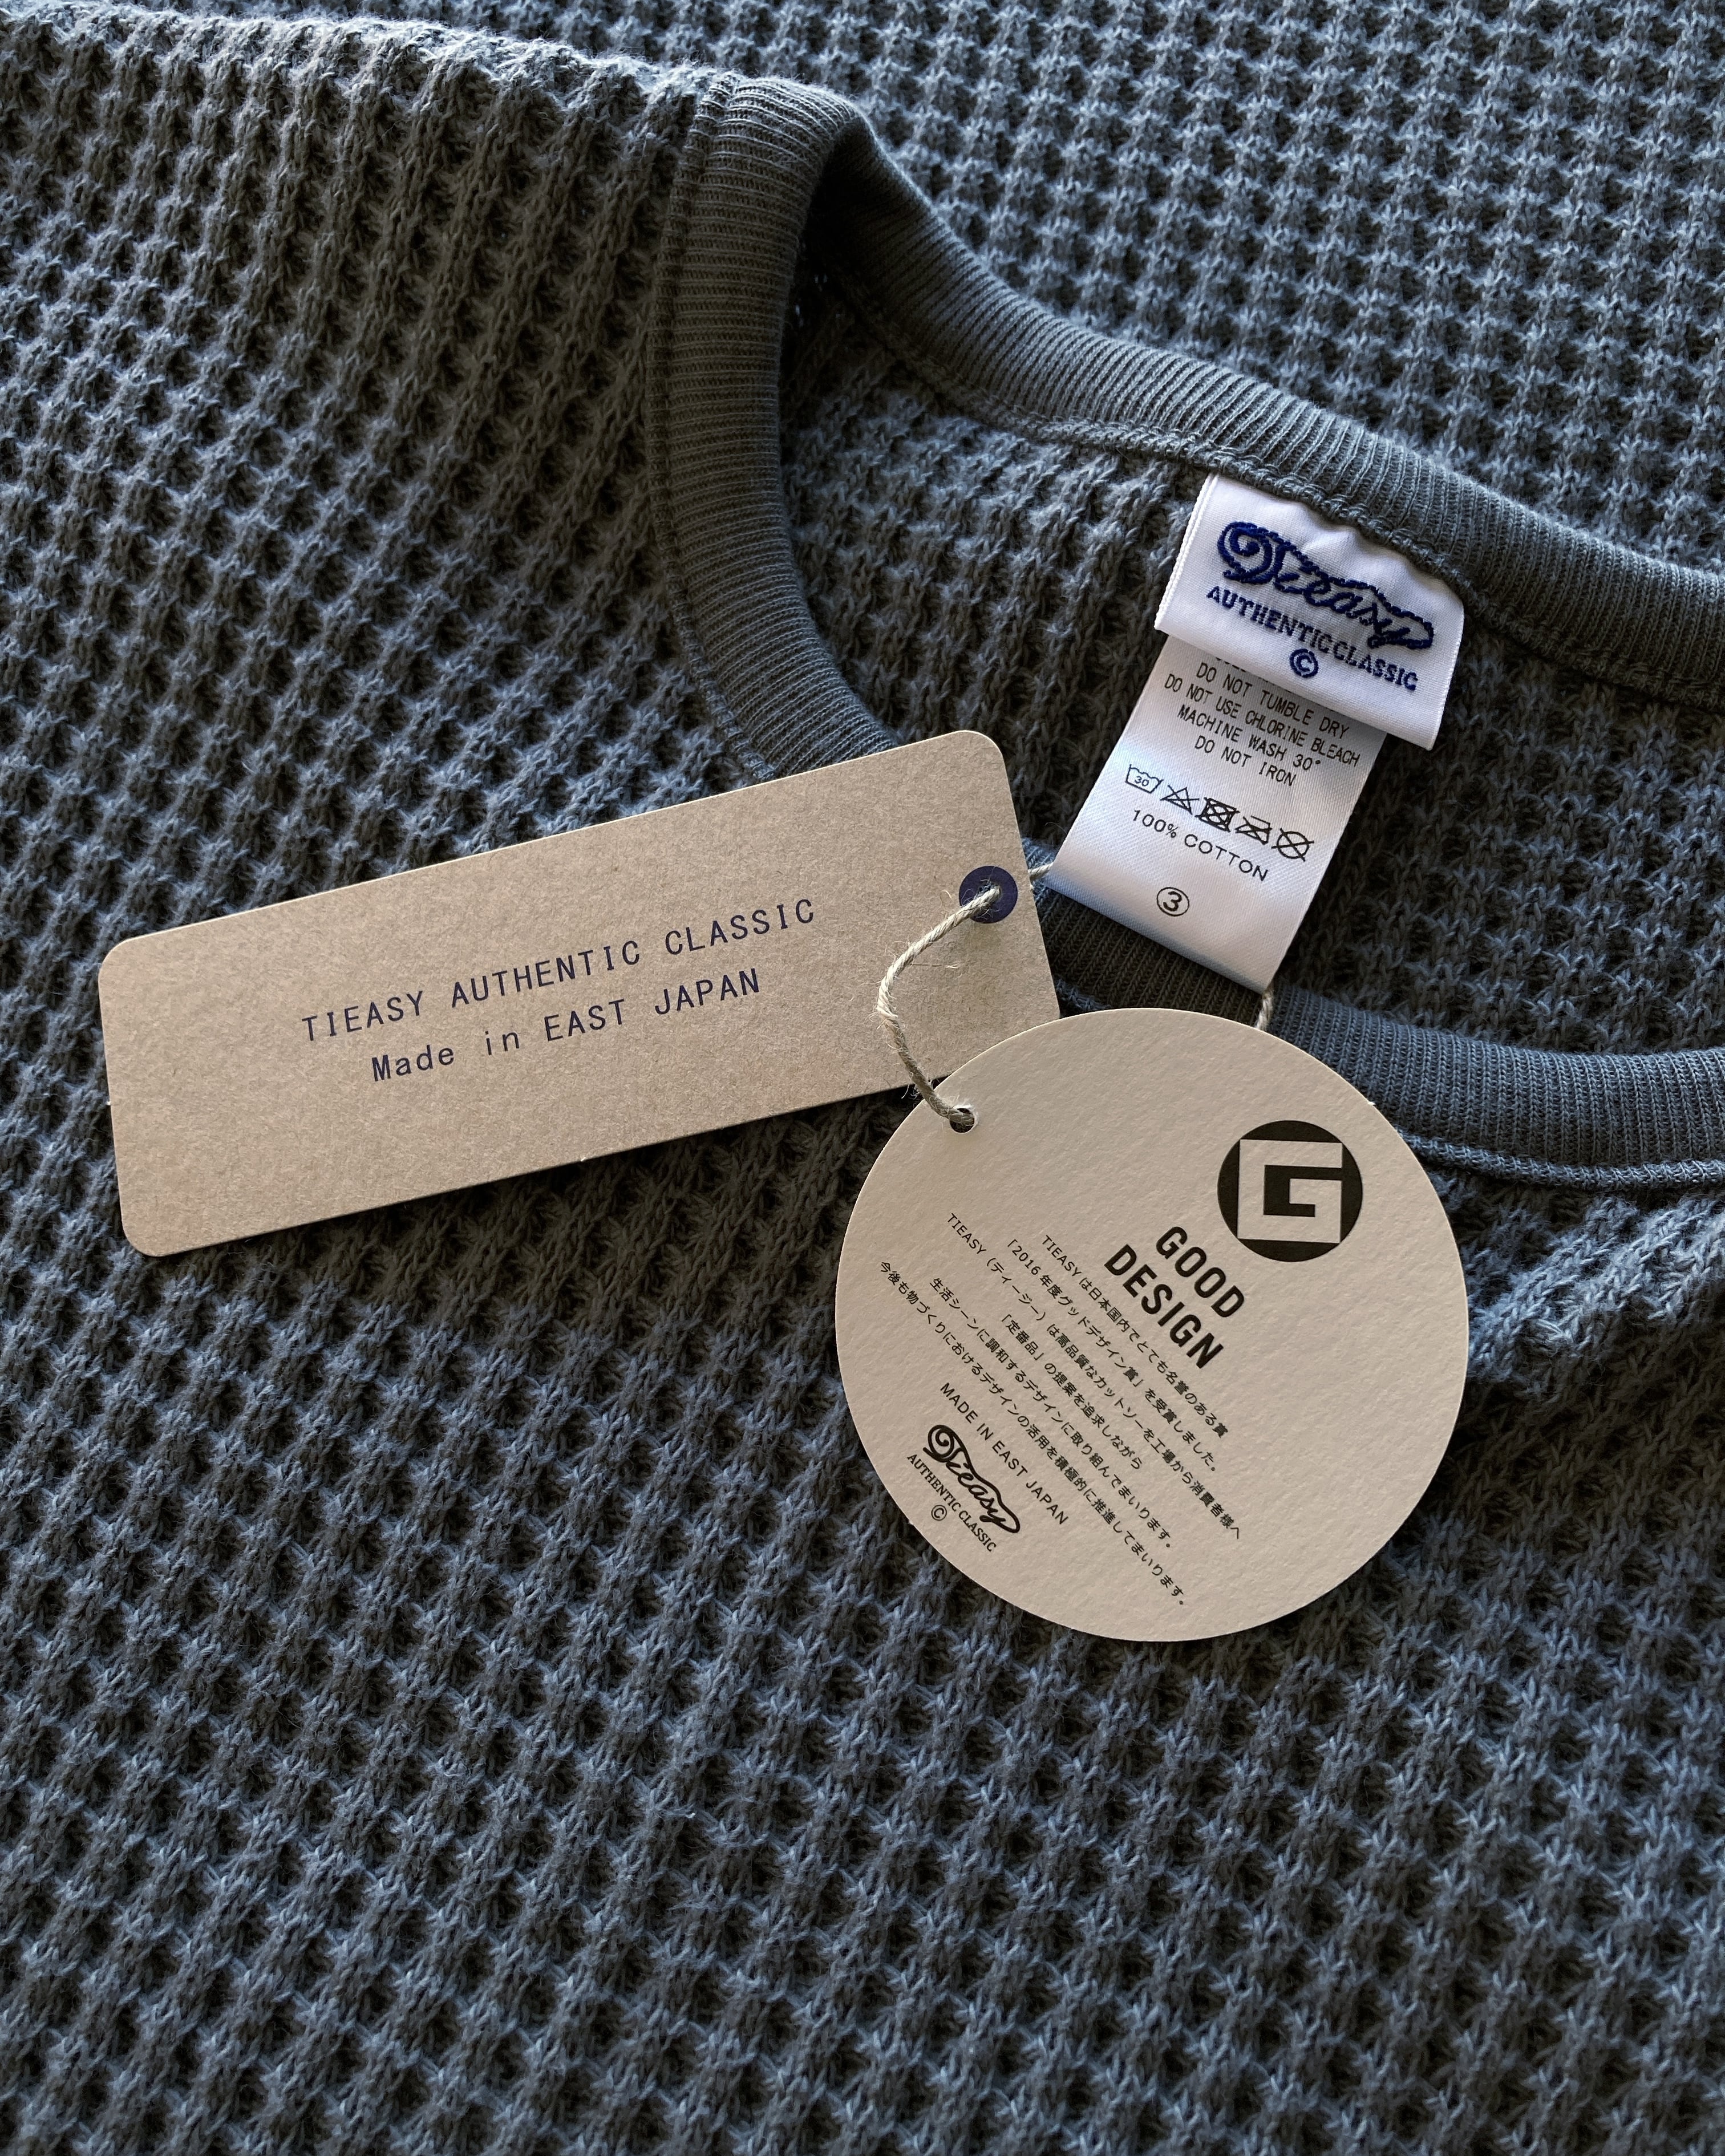 Tieasy
AUTHENTIC CLASSIC
©
DO NOT TUMBLE DRY
DO NOT USE CHLORINE BLEACH
MACHINE WASH 30°
DO NOT IRON
30
100% COTTON
③
TIEASY AUTHENTIC CLASSIC
Made in EAST JAPAN
G
GOOD
DESIGN
TIEASY は日本国内でとても名誉のある賞
「2016 年度グッドデザイン賞」を受賞しました。
TIEASY（ティージー）は高品質なカットソーを工場から消費者様へ
「定番品」の提案を追求しながら
生活シーンに調和するデザインに取り組んでまいります。
今後も物づくりにおけるデザインの活用を積極的に推進してまいります。
MADE IN EAST JAPAN
Tieasy
AUTHENTIC CLASSIC
©